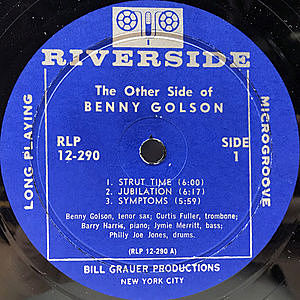 RIVERSIDE
LONG PLAYING
MICROGROOVE
The Other Side of
BENNY GOLSON
RLP
12-290
SIDE
1
1. STRUT TIME (6:00)
2. JUBILATION (6:17)
3. SYMPTOMS (5:59)
Benny Golson, tenor sax; Curtis Fuller, trombone;
Barry Harris, piano; Jymie Merritt, bass;
Philly Joe Jones, drums.
(RLP 12-290 A)
BILL GRAUER PRODUCTIONS
NEW YORK CITY